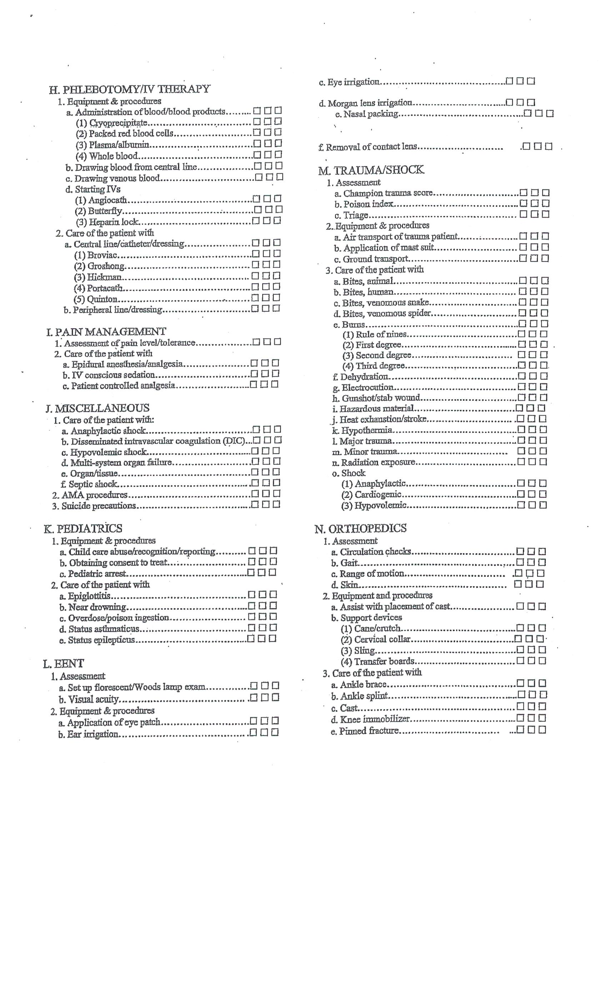 H. PHLEBOTOMY/IV THERAPY
1. Equipment & procedures
a. Administration of blood/blood products........ □ □ □
(1) Cryoprecipitate.................................. □ □ □
(2) Packed red blood cells......................... □ □ □
(3) Plasma/albumin.................................. □ □ □
(4) Whole blood...................................... □ □ □
b. Drawing blood from central line.................. □ □ □
c. Drawing venous blood.............................. □ □ □
d. Starting IVs
(1) Angiocath......................................... □ □ □
(2) Butterfly........................................... □ □ □
(3) Heparin lock..................................... □ □ □
2. Care of the patient with
a. Central line/catheter/dressing..................... □ □ □
(1) Broviac............................................ □ □ □
(2) Groshong......................................... □ □ □
(3) Hickman.......................................... □ □ □
(4) Portacath.......................................... □ □ □
(5) Quinton........................................... □ □ □
b. Peripheral line/dressing............................ □ □ □
I. PAIN MANAGEMENT
1. Assessment of pain level/tolerance.................. □ □ □
2. Care of the patient with
a. Epidural anesthesia/analgesia..................... □ □ □
b. IV conscious sedation.............................. □ □ □
c. Patient controlled analgesia....................... □ □ □
J. MISCELLANEOUS
1. Care of the patient with:
a. Anaphylactic shock.................................. □ □ □
b. Disseminated intravascular coagulation (DIC)... □ □ □
c. Hypovolemic shock................................. □ □ □
d. Multi-system organ failure......................... □ □ □
e. Organ/tissue.......................................... □ □ □
f. Septic shock........................................... □ □ □
2. AMA procedures....................................... □ □ □
3. Suicide precautions..................................... □ □ □
K. PEDIATRICS
1. Equipment & procedures
a. Child care abuse/recognition/reporting.......... □ □ □
b. Obtaining consent to treat......................... □ □ □
c. Pediatric arrest....................................... □ □ □
2. Care of the patient with
a. Epiglottitis........................................... □ □ □
b. Near drowning....................................... □ □ □
c. Overdose/poison ingestion........................ □ □ □
d. Status asthmaticus.................................. □ □ □
e. Status epilepticus.................................... □ □ □
L. EENT
1. Assessment
a. Set up florescent/Woods lamp exam.............. □ □ □
b. Visual acuity......................................... □ □ □
2. Equipment & procedures
a. Application of eye patch............................ □ □ □
b. Ear irrigation.......................................... □ □ □
c. Eye irrigation......................................... □ □ □
d. Morgan lens irrigation.............................. □ □ □
e. Nasal packing........................................ □ □ □
f. Removal of contact lens............................ □ □ □
M. TRAUMA/SHOCK
1. Assessment
a. Champion trauma score........................... □ □ □
b. Poison index........................................ □ □ □
c. Triage............................................... □ □ □
2. Equipment & procedures
a. Air transport of trauma patient................... □ □ □
b. Application of mast suit........................... □ □ □
c. Ground transport................................... □ □ □
3. Care of the patient with
a. Bites, animal........................................ □ □ □
b. Bites, human....................................... □ □ □
c. Bites, venomous snake............................ □ □ □
d. Bites, venomous spider............................ □ □ □
e. Burns................................................. □ □ □
(1) Rule of nines.................................... □ □ □
(2) First degree..................................... □ □ □
(3) Second degree................................. □ □ □
(4) Third degree.................................... □ □ □
f. Dehydration......................................... □ □ □
g. Electrocution....................................... □ □ □
h. Gunshot/stab wound............................... □ □ □
i. Hazardous material................................. □ □ □
j. Heat exhaustion/stroke............................. □ □ □
k. Hypothermia........................................ □ □ □
l. Major trauma........................................ □ □ □
m. Minor trauma...................................... □ □ □
n. Radiation exposure................................ □ □ □
o. Shock
(1) Anaphylactic.................................... □ □ □
(2) Cardiogenic..................................... □ □ □
(3) Hypovolemic................................... □ □ □
N. ORTHOPEDICS
1. Assessment
a. Circulation checks.................................. □ □ □
b. Gait.................................................. □ □ □
c. Range of motion.................................... □ □ □
d. Skin.................................................. □ □ □
2. Equipment and procedures
a. Assist with placement of cast...................... □ □ □
b. Support devices
(1) Cane/crutch...................................... □ □ □
(2) Cervical collar................................... □ □ □
(3) Sling.............................................. □ □ □
(4) Transfer boards.................................. □ □ □
3. Care of the patient with
a. Ankle brace.......................................... □ □ □
b. Ankle splint.......................................... □ □ □
c. Cast................................................... □ □ □
d. Knee immobilizer................................... □ □ □
e. Pinned fracture...................................... □ □ □